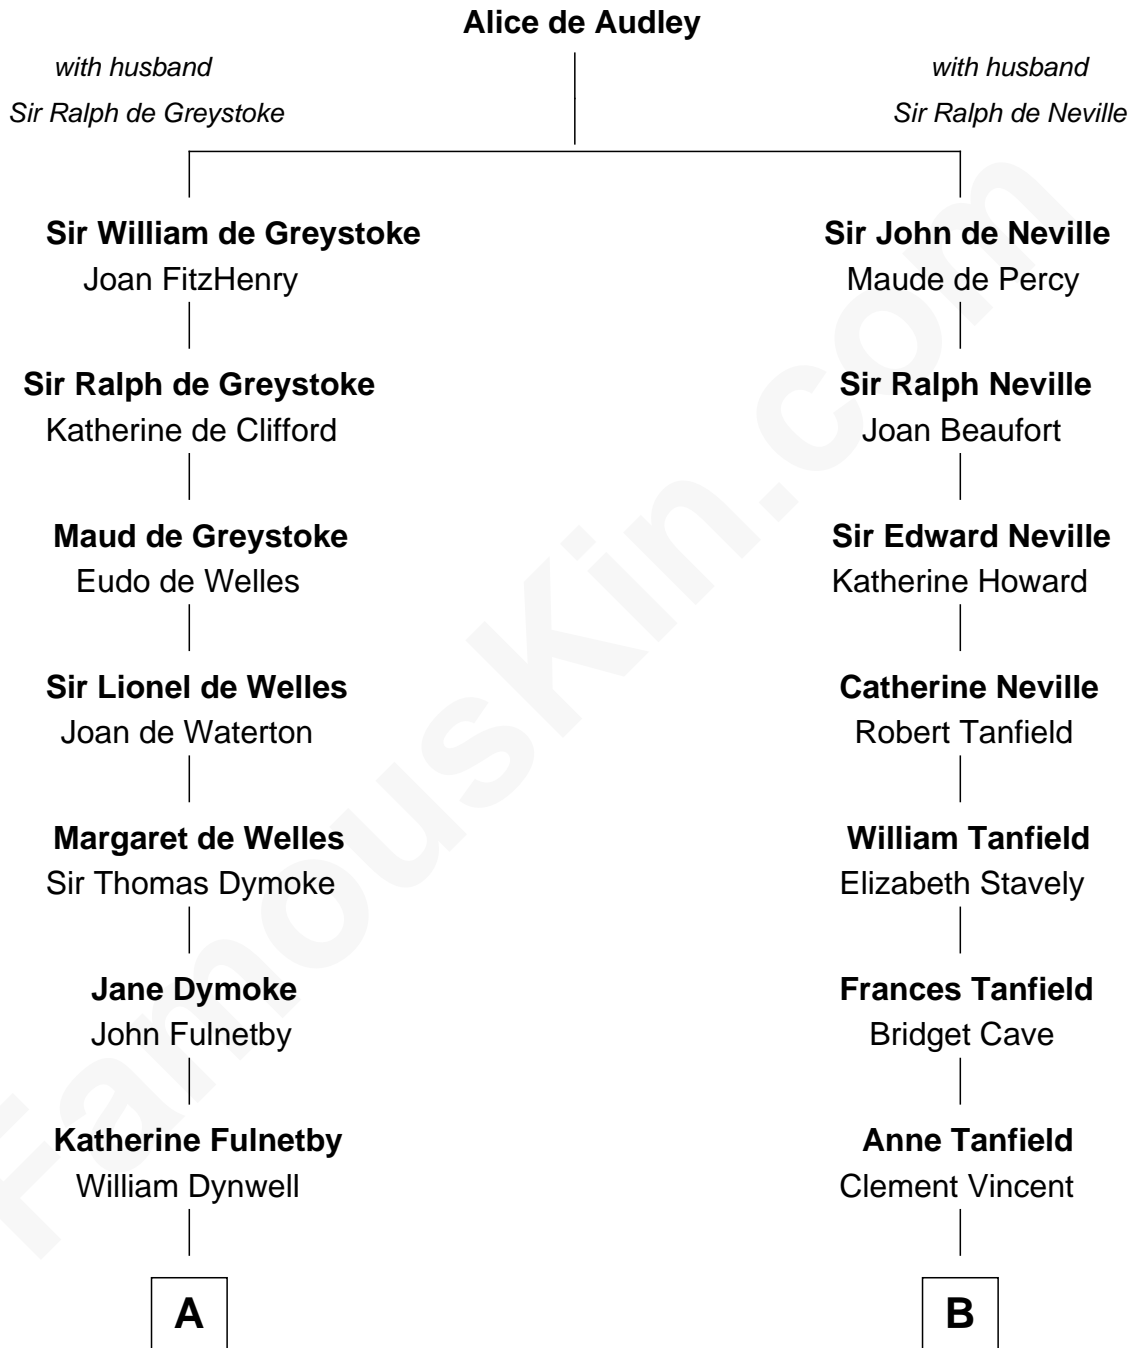 Alice de Audley
with husband
Sir Ralph de Greystoke
with husband
Sir Ralph de Neville
Sir William de Greystoke
Joan FitzHenry
Sir Ralph de Greystoke
Katherine de Clifford
Maud de Greystoke
Eudo de Welles
Sir Lionel de Welles
Joan de Waterton
Margaret de Welles
Sir Thomas Dymoke
Jane Dymoke
John Fulnetby
Katherine Fulnetby
William Dynwell
A
Sir John de Neville
Maude de Percy
Sir Ralph Neville
Joan Beaufort
Sir Edward Neville
Katherine Howard
Catherine Neville
Robert Tanfield
William Tanfield
Elizabeth Stavely
Frances Tanfield
Bridget Cave
Anne Tanfield
Clement Vincent
B
FamousKin.com